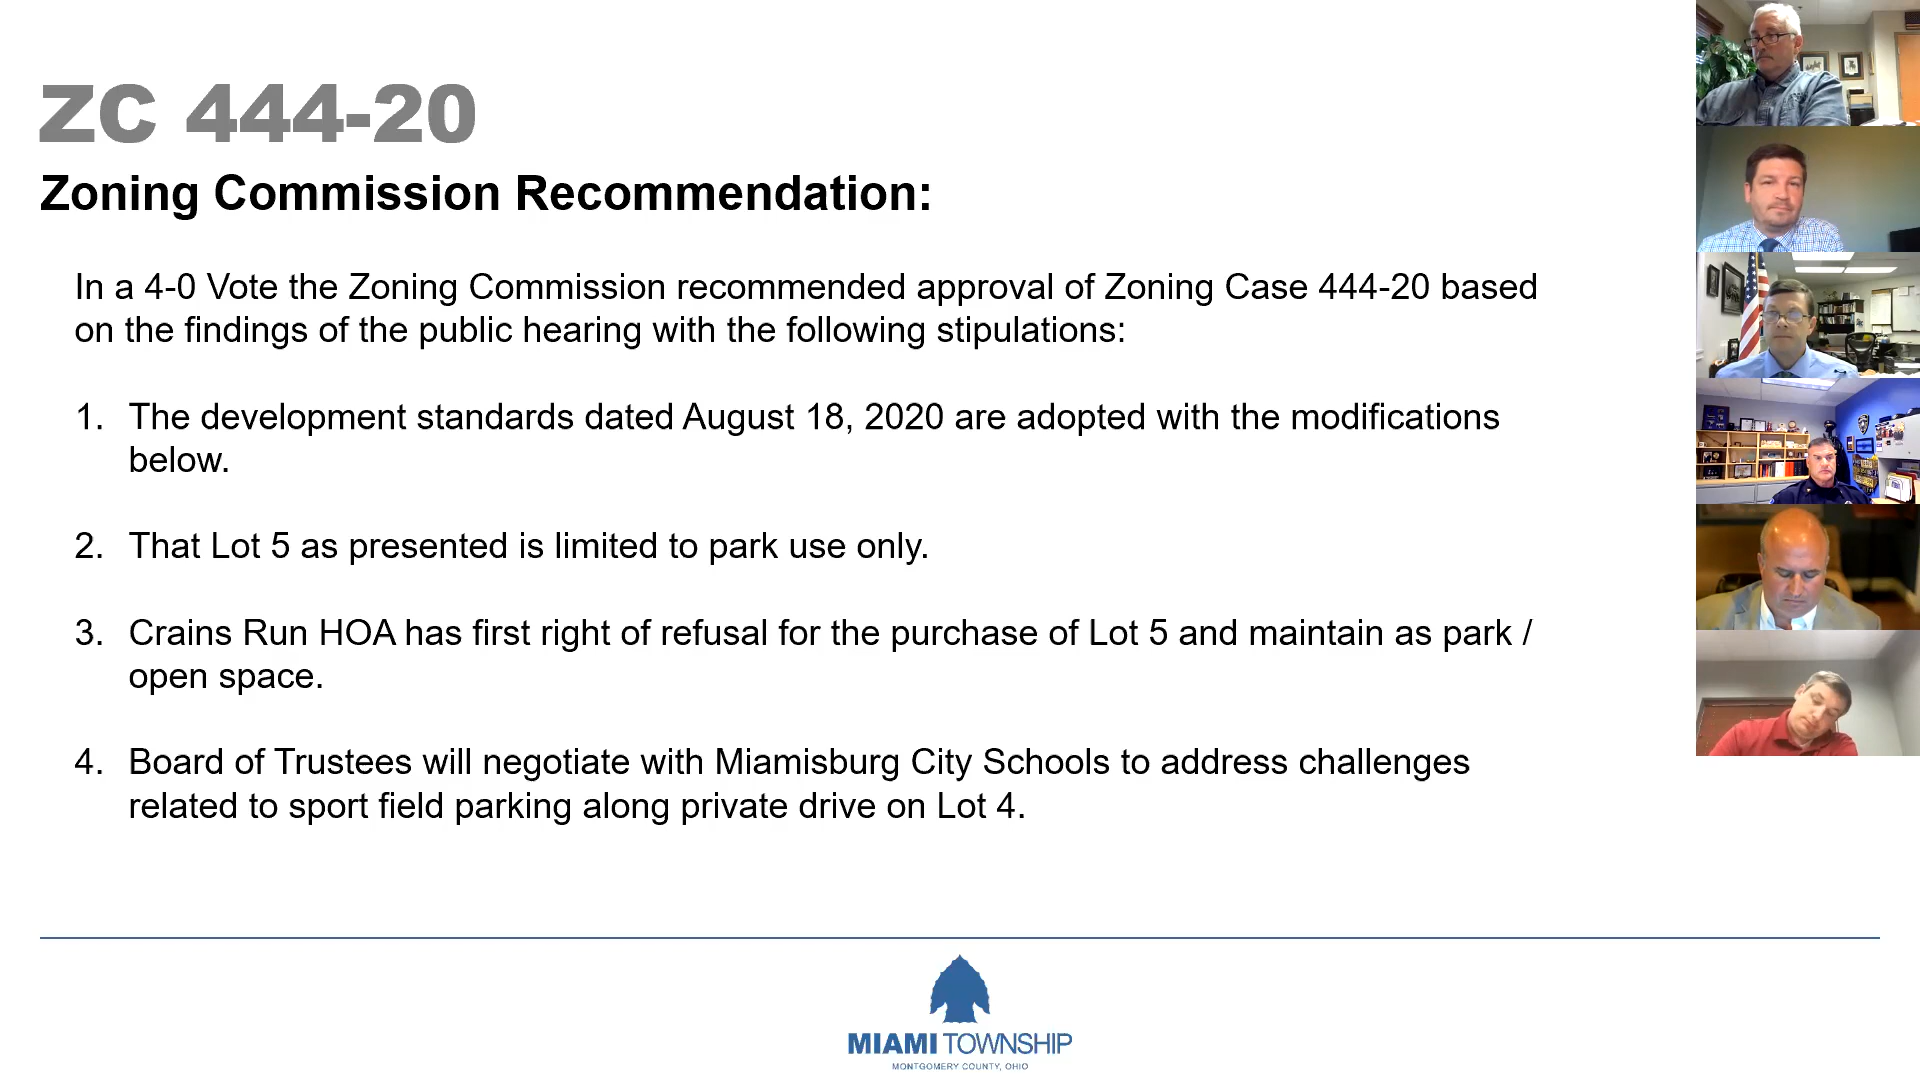 ZC 444-20
Zoning Commission Recommendation:
In a 4-0 Vote the Zoning Commission recommended approval of Zoning Case 444-20 based
on the findings of the public hearing with the following stipulations:
1. The development standards dated August 18, 2020 are adopted with the modifications
below.
2. That Lot 5 as presented is limited to park use only.
3. Crains Run HOA has first right of refusal for the purchase of Lot 5 and maintain as park /
open space.
4. Board of Trustees will negotiate with Miamisburg City Schools to address challenges
related to sport field parking along private drive on Lot 4.
MIAMI TOWNSHIP
MONTGOMERY COUNTY, OHIO